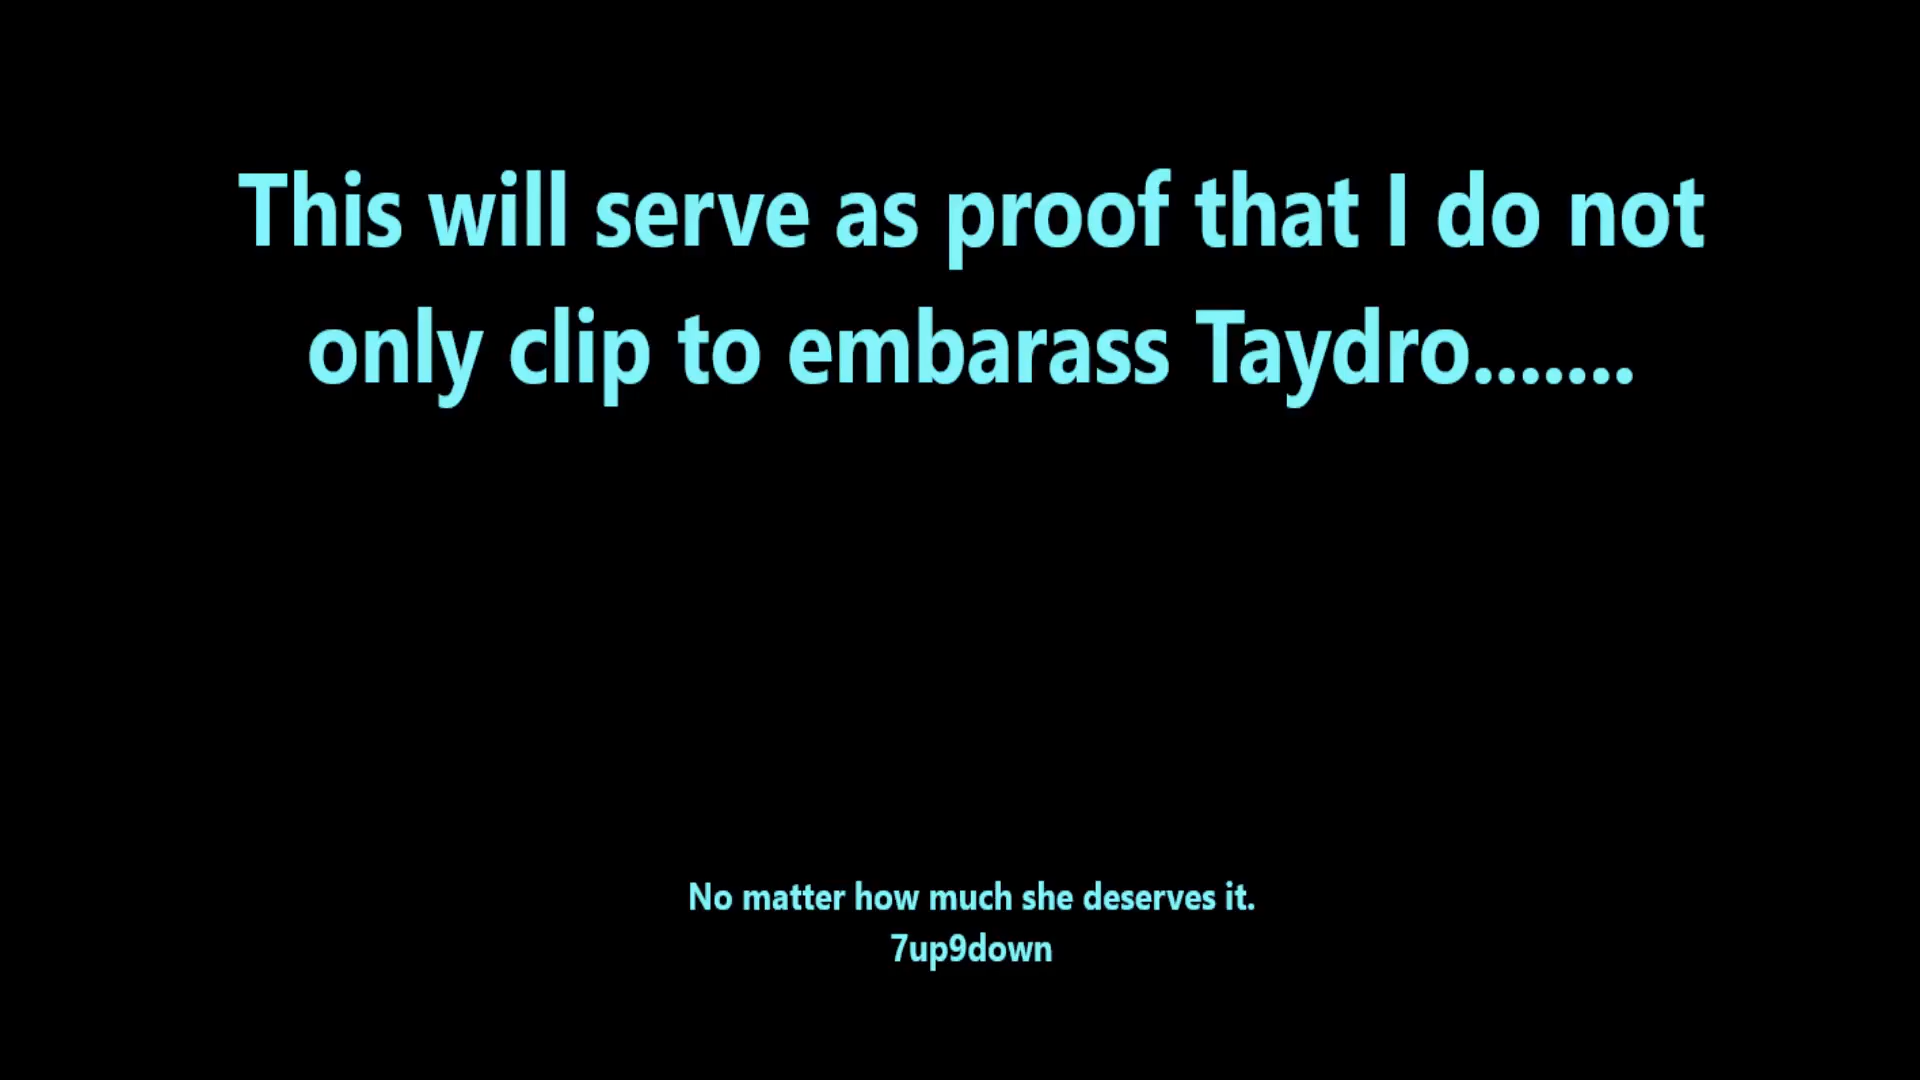 This will serve as proof that I do not
only clip to embarass Taydro.......
No matter how much she deserves it.
7up9down